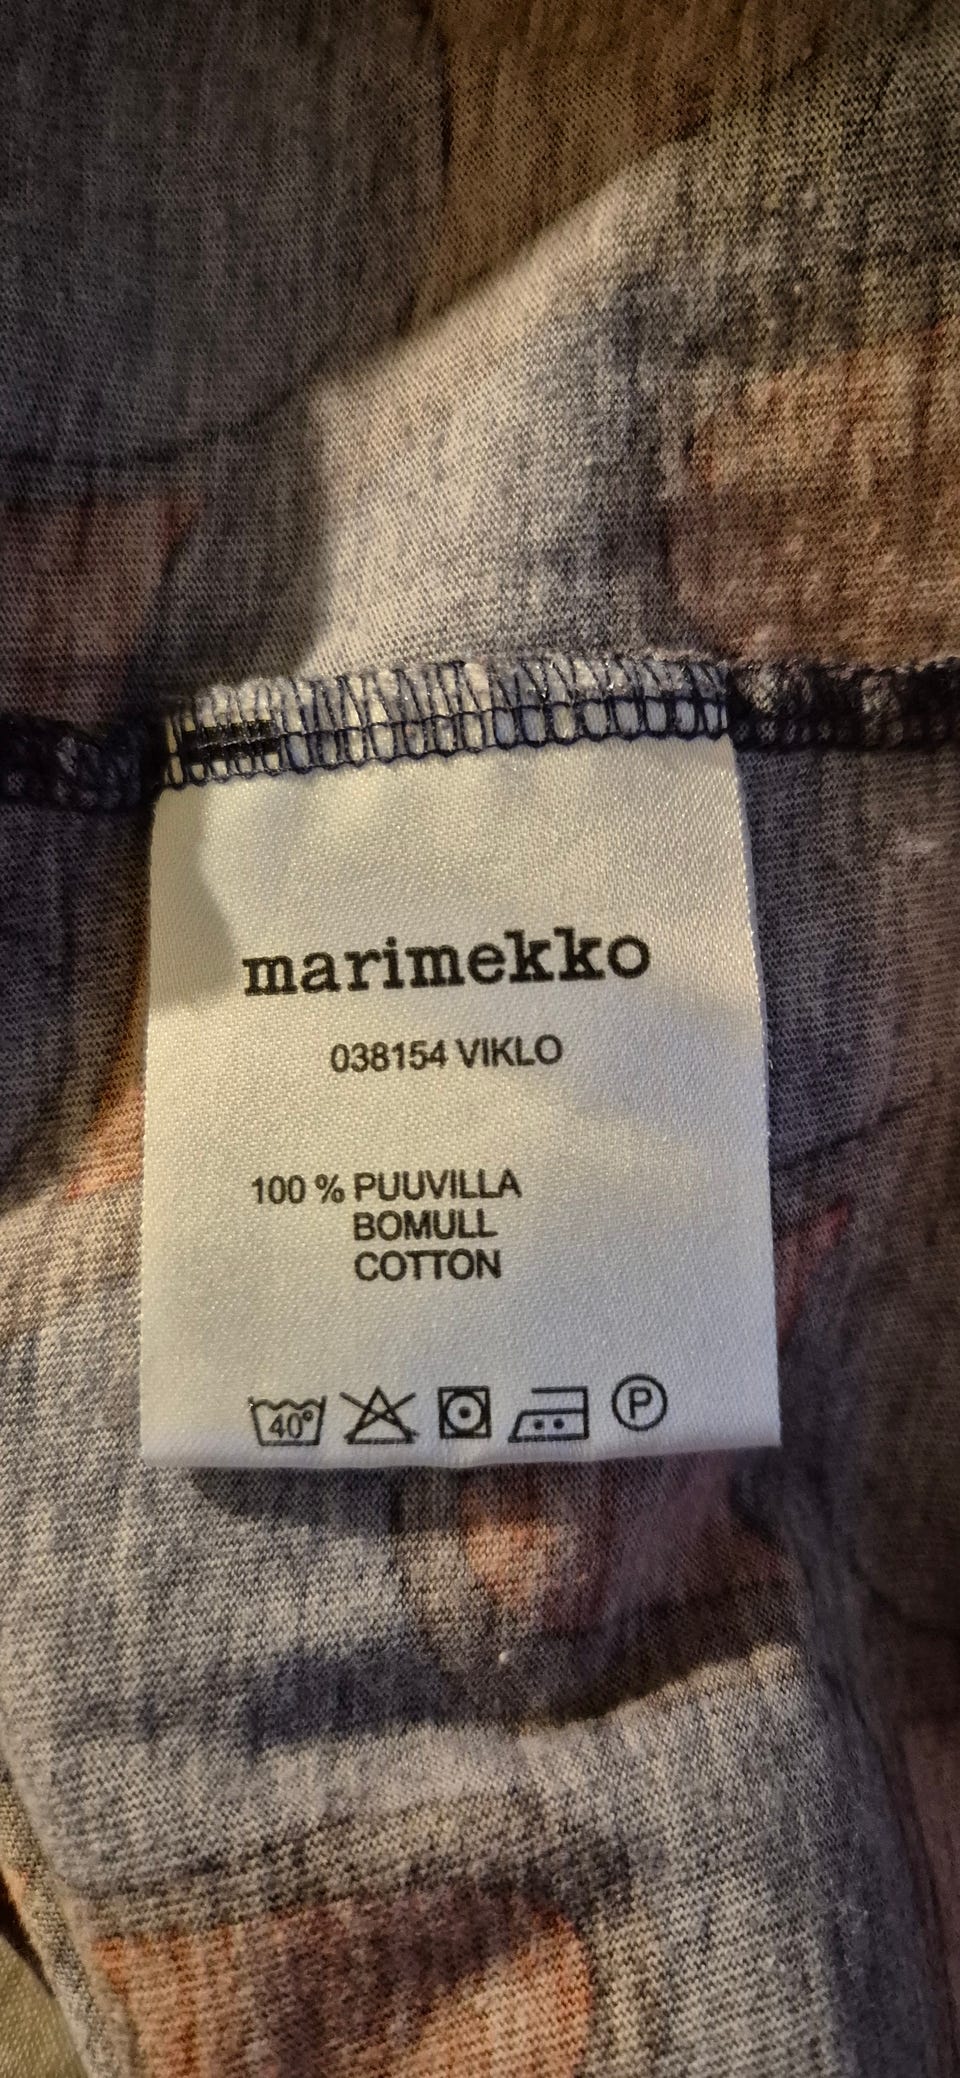 marimekko
038154 VIKLO
100 % PUUVILLA
BOMULL
COTTON
40° P